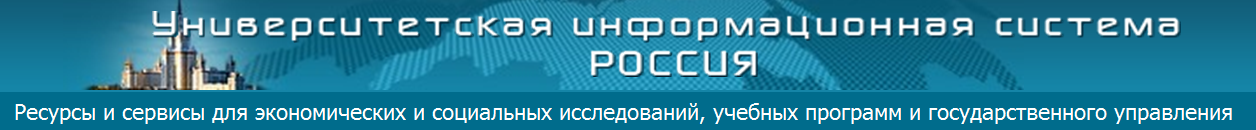 Университетская информационная система
РОССИЯ
Ресурсы и сервисы для экономических и социальных исследований, учебных программ и государственного управления